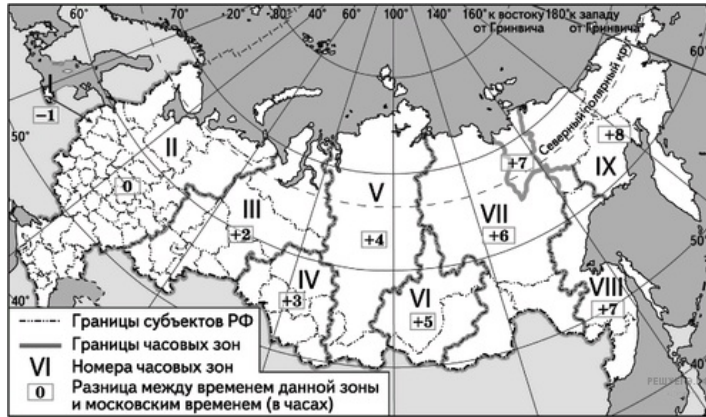 60° 70° -20° 80° 100° 120° 140° 160° к востоку от Гринвича 180° к западу от Гринвича
60°
Северный полярный круг
I
-1
50°
II
0
III
+2
IV
+3
V
+4
VI
+5
VII
+6
+7
VIII
+7
IX
+8
50°
40°
40°
Границы субъектов РФ
Границы часовых зон
VI Номера часовых зон
0 Разница между временем данной зоны
и московским временем (в часах)